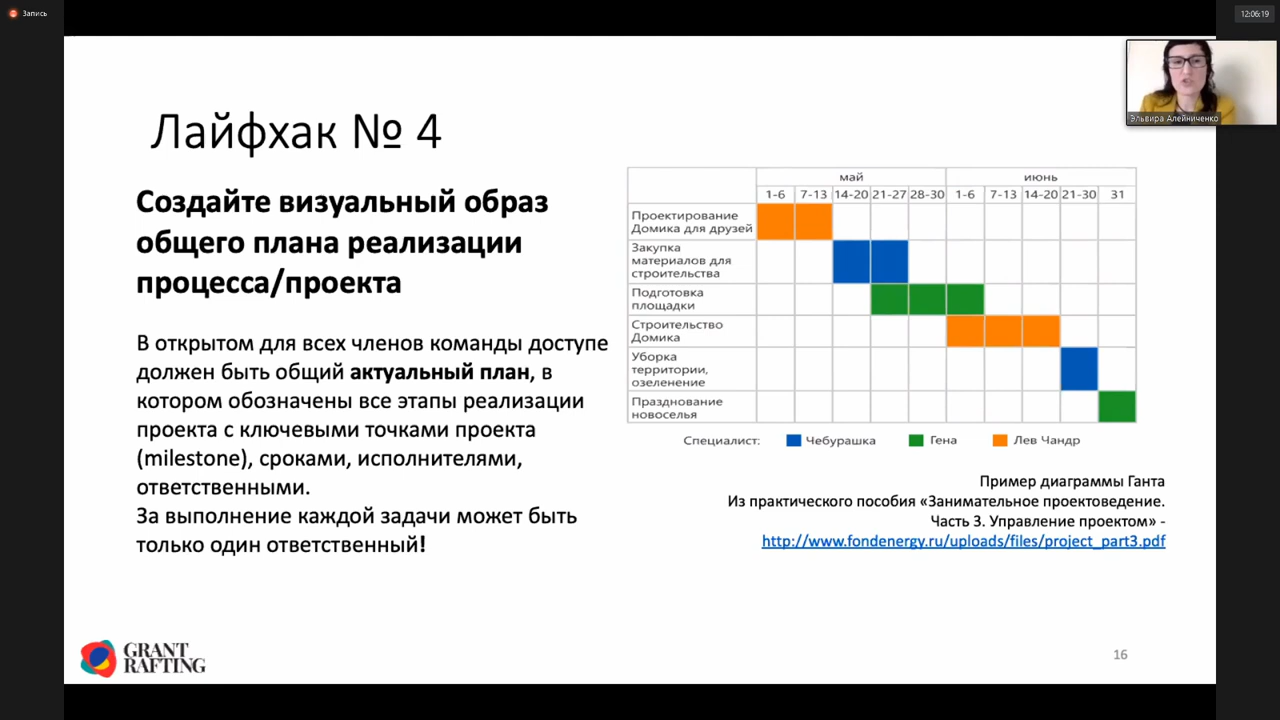 Запись
12:06:19
Эльвира Алейниченко
Лайфхак № 4
Создайте визуальный образ
общего плана реализации
процесса/проекта
В открытом для всех членов команды доступе
должен быть общий актуальный план, в
котором обозначены все этапы реализации
проекта с ключевыми точками проекта
(milestone), сроками, исполнителями,
ответственными.
За выполнение каждой задачи может быть
только один ответственный!
май июнь
1-6 7-13 14-20 21-27 28-30 1-6 7-13 14-20 21-30 31
Проектирование
Домика для друзей
Закупка
материалов для
строительства
Подготовка
площадки
Строительство
Домика
Уборка
территории,
озеленение
Празднование
новоселья
Специалист: Чебурашка Гена Лев Чандр
Пример диаграммы Ганта
Из практического пособия «Занимательное проектоведение.
Часть 3. Управление проектом» -
http://www.fondenergy.ru/uploads/files/project_part3.pdf
GRANT
RAFTING
16